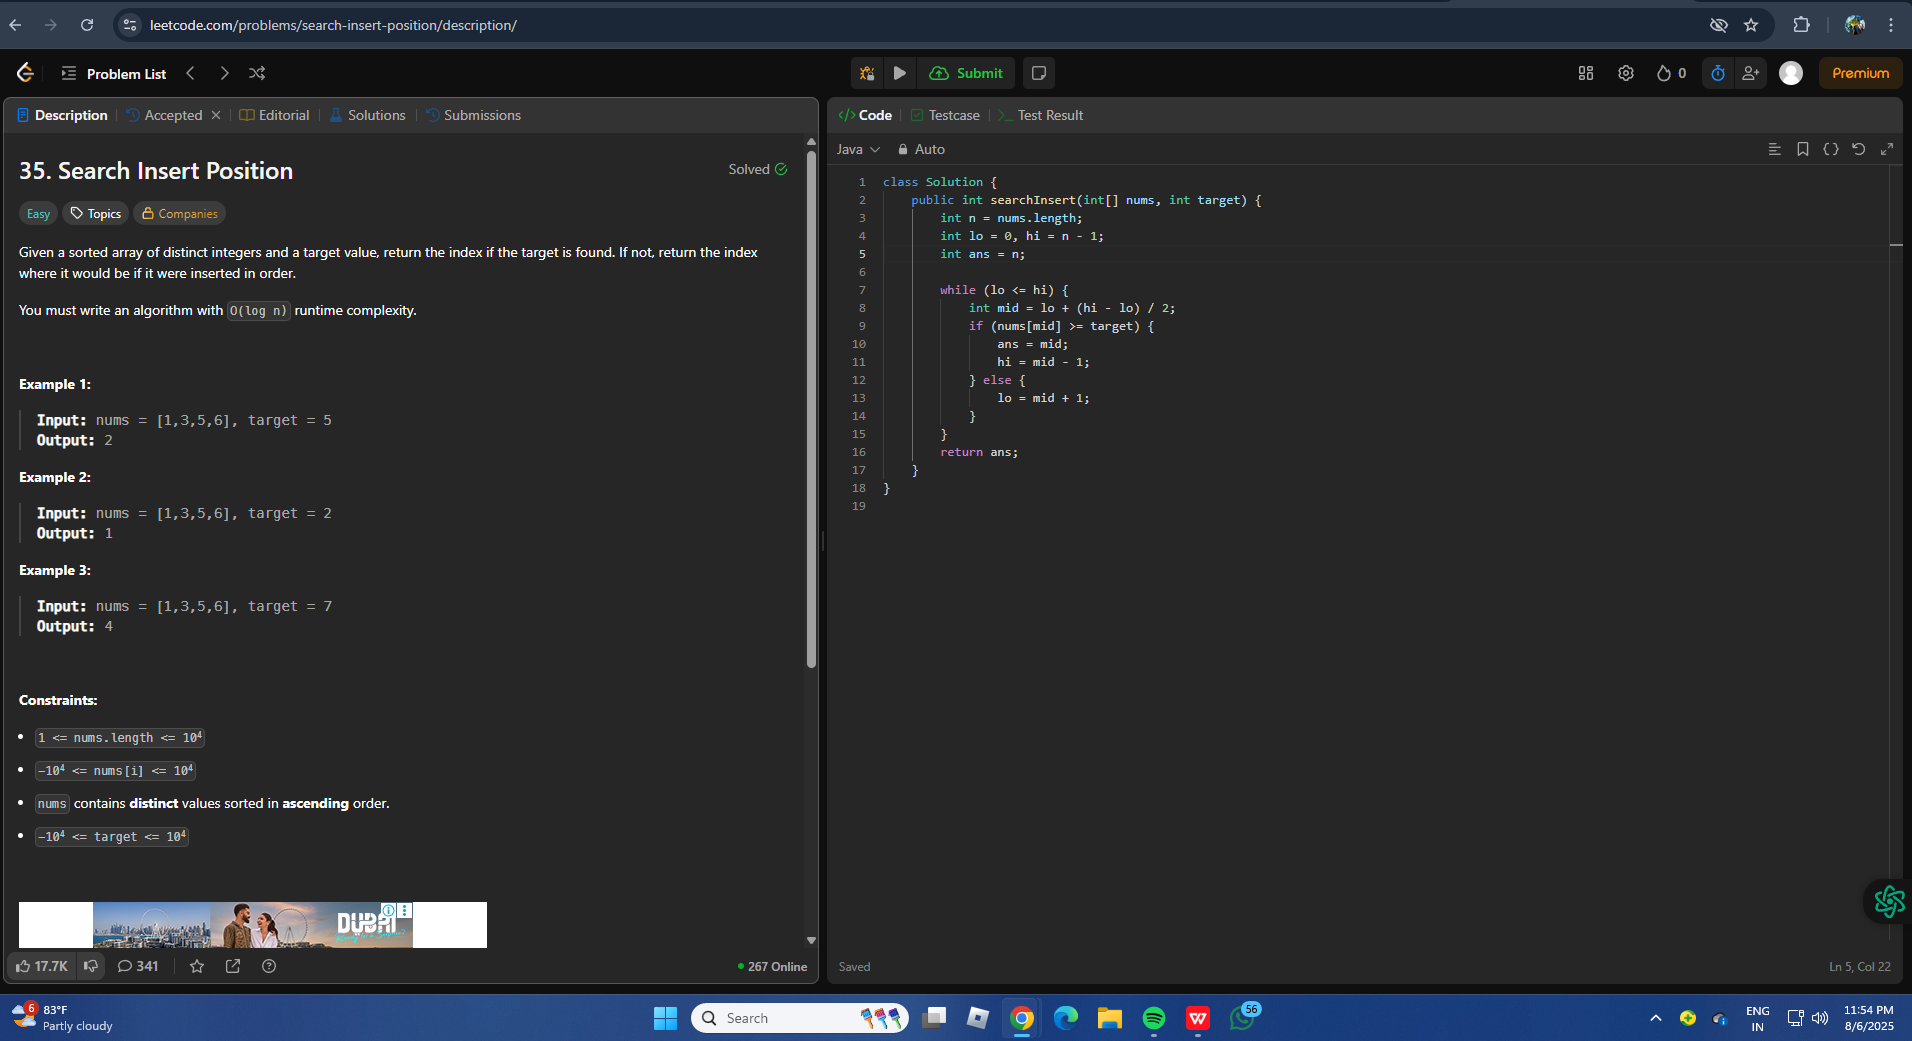 leetcode.com/problems/search-insert-position/description/
Problem List
Submit
0
Premium
Description
Accepted
Editorial
Solutions
Submissions
35. Search Insert Position
Solved
Easy
Topics
Companies
Given a sorted array of distinct integers and a target value, return the index if the target is found. If not, return the index
where it would be if it were inserted in order.
You must write an algorithm with O(log n) runtime complexity.
Example 1:
Input: nums = [1,3,5,6], target = 5
Output: 2
Example 2:
Input: nums = [1,3,5,6], target = 2
Output: 1
Example 3:
Input: nums = [1,3,5,6], target = 7
Output: 4
Constraints:
1 <= nums.length <= 10⁴
-10⁴ <= nums[i] <= 10⁴
nums contains distinct values sorted in ascending order.
-10⁴ <= target <= 10⁴
DUBAI
17.7K
341
267 Online
Code
Testcase
Test Result
Java
Auto
1 class Solution {
2 public int searchInsert(int[] nums, int target) {
3 int n = nums.length;
4 int lo = 0, hi = n - 1;
5 int ans = n;
6
7 while (lo <= hi) {
8 int mid = lo + (hi - lo) / 2;
9 if (nums[mid] >= target) {
10 ans = mid;
11 hi = mid - 1;
12 } else {
13 lo = mid + 1;
14 }
15 }
16 return ans;
17 }
18 }
19
Saved
Ln 5, Col 22
6
83°F
Partly cloudy
Search
W
56
ENG
IN
11:54 PM
8/6/2025